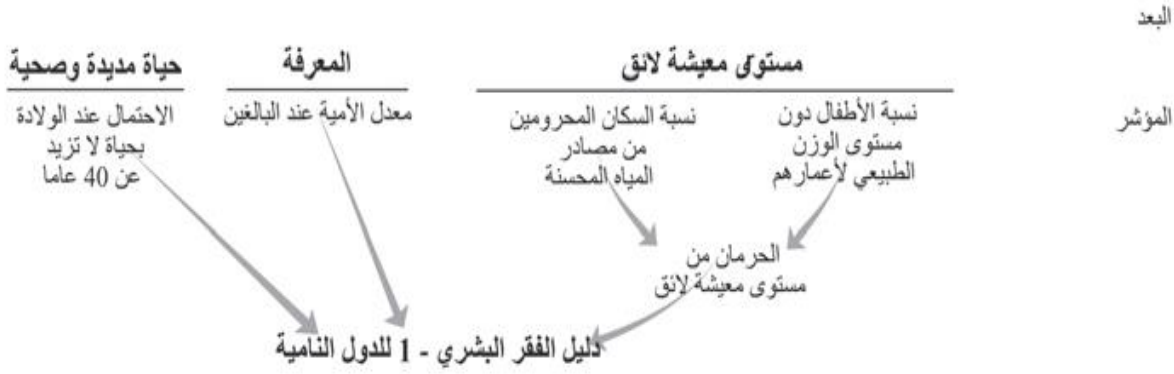 البعد
حياة مديدة وصحية
المعرفة
مستوى معيشة لائق
المؤشر
الاحتمال عند الولادة
بحياة لا تزيد
عن 40 عاما
معدل الأمية عند البالغين
نسبة السكان المحرومين
من مصادر
المياه المحسنة
نسبة الأطفال دون
مستوى الوزن
الطبيعي لأعمارهم
الحرمان من
مستوى معيشة لائق
دليل الفقر البشري - 1 للدول النامية